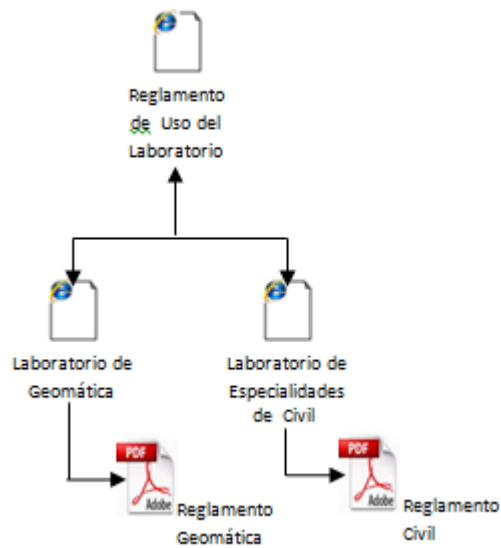 Reglamento
de Uso del
Laboratorio
Laboratorio de
Geomática
Laboratorio de
Especialidades
de Civil
PDF
Adobe
Reglamento
Geomática
PDF
Adobe
Reglamento
Civil